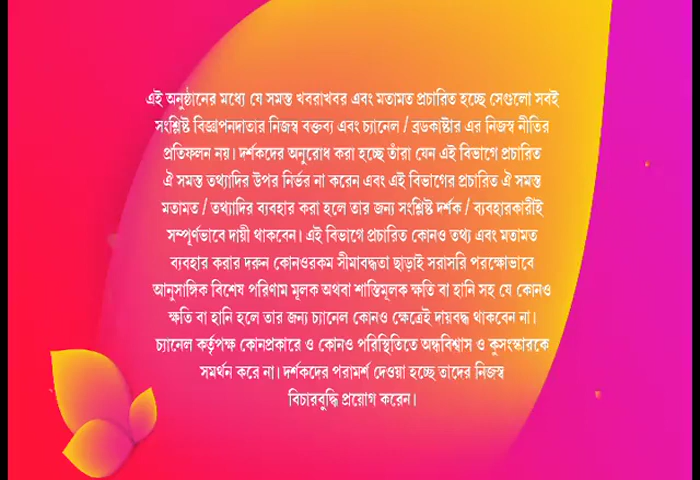 এই অনুষ্ঠানের মধ্যে যে সমস্ত খবরাখবর এবং মতামত প্রচারিত হচ্ছে সেগুলো সবই
সংশ্লিষ্ট বিজ্ঞাপনদাতার নিজস্ব বক্তব্য এবং চ্যানেল / ব্রডকাষ্টার এর নিজস্ব নীতির
প্রতিফলন নয়। দর্শকদের অনুরোধ করা হচ্ছে তাঁরা যেন এই বিভাগে প্রচারিত
ঐ সমস্ত তথ্যাদির উপর নির্ভর না করেন এবং এই বিভাগের প্রচারিত ঐ সমস্ত
মতামত / তথ্যাদির ব্যবহার করা হলে তার জন্য সংশ্লিষ্ট দর্শক / ব্যবহারকারীই
সম্পূর্ণভাবে দায়ী থাকবেন। এই বিভাগে প্রচারিত কোনও তথ্য এবং মতামত
ব্যবহার করার দরুন কোনওরকম সীমাবদ্ধতা ছাড়াই সরাসরি পরক্ষোভাবে
আনুসাঙ্গিক বিশেষ পরিণাম মূলক অথবা শাস্তিমূলক ক্ষতি বা হানি সহ যে কোনও
ক্ষতি বা হানি হলে তার জন্য চ্যানেল কোনও ক্ষেত্রেই দায়বদ্ধ থাকবেন না।
চ্যানেল কর্তৃপক্ষ কোনপ্রকারে ও কোনও পরিস্থিতিতে অন্ধবিশ্বাস ও কুসংস্কারকে
সমর্থন করে না। দর্শকদের পরামর্শ দেওয়া হচ্ছে তাদের নিজস্ব
বিচারবুদ্ধি প্রয়োগ করেন।